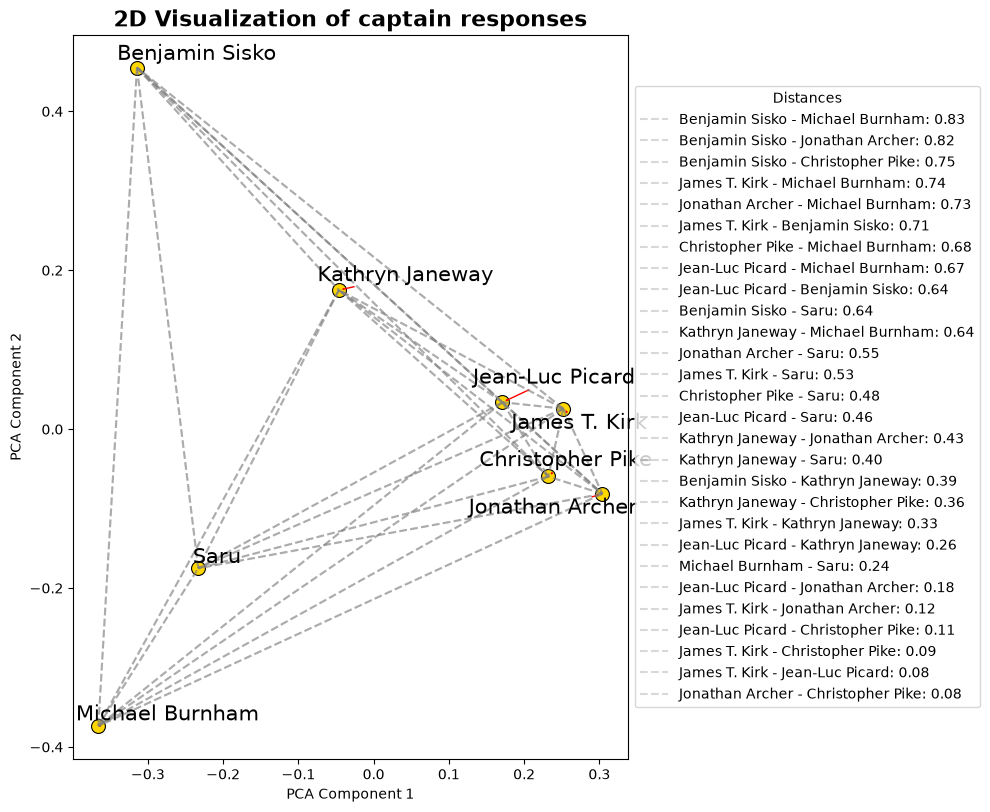 2D Visualization of captain responses
Benjamin Sisko
Kathryn Janeway
Jean-Luc Picard
James T. Kirk
Christopher Pike
Jonathan Archer
Saru
Michael Burnham
PCA Component 2
0.4
0.2
0.0
−0.2
−0.4
−0.3
−0.2
−0.1
0.0
0.1
0.2
0.3
PCA Component 1
Distances
Benjamin Sisko - Michael Burnham: 0.83
Benjamin Sisko - Jonathan Archer: 0.82
Benjamin Sisko - Christopher Pike: 0.75
James T. Kirk - Michael Burnham: 0.74
Jonathan Archer - Michael Burnham: 0.73
James T. Kirk - Benjamin Sisko: 0.71
Christopher Pike - Michael Burnham: 0.68
Jean-Luc Picard - Michael Burnham: 0.67
Jean-Luc Picard - Benjamin Sisko: 0.64
Benjamin Sisko - Saru: 0.64
Kathryn Janeway - Michael Burnham: 0.64
Jonathan Archer - Saru: 0.55
James T. Kirk - Saru: 0.53
Christopher Pike - Saru: 0.48
Jean-Luc Picard - Saru: 0.46
Kathryn Janeway - Jonathan Archer: 0.43
Kathryn Janeway - Saru: 0.40
Benjamin Sisko - Kathryn Janeway: 0.39
Kathryn Janeway - Christopher Pike: 0.36
James T. Kirk - Kathryn Janeway: 0.33
Jean-Luc Picard - Kathryn Janeway: 0.26
Michael Burnham - Saru: 0.24
Jean-Luc Picard - Jonathan Archer: 0.18
James T. Kirk - Jonathan Archer: 0.12
Jean-Luc Picard - Christopher Pike: 0.11
James T. Kirk - Christopher Pike: 0.09
James T. Kirk - Jean-Luc Picard: 0.08
Jonathan Archer - Christopher Pike: 0.08